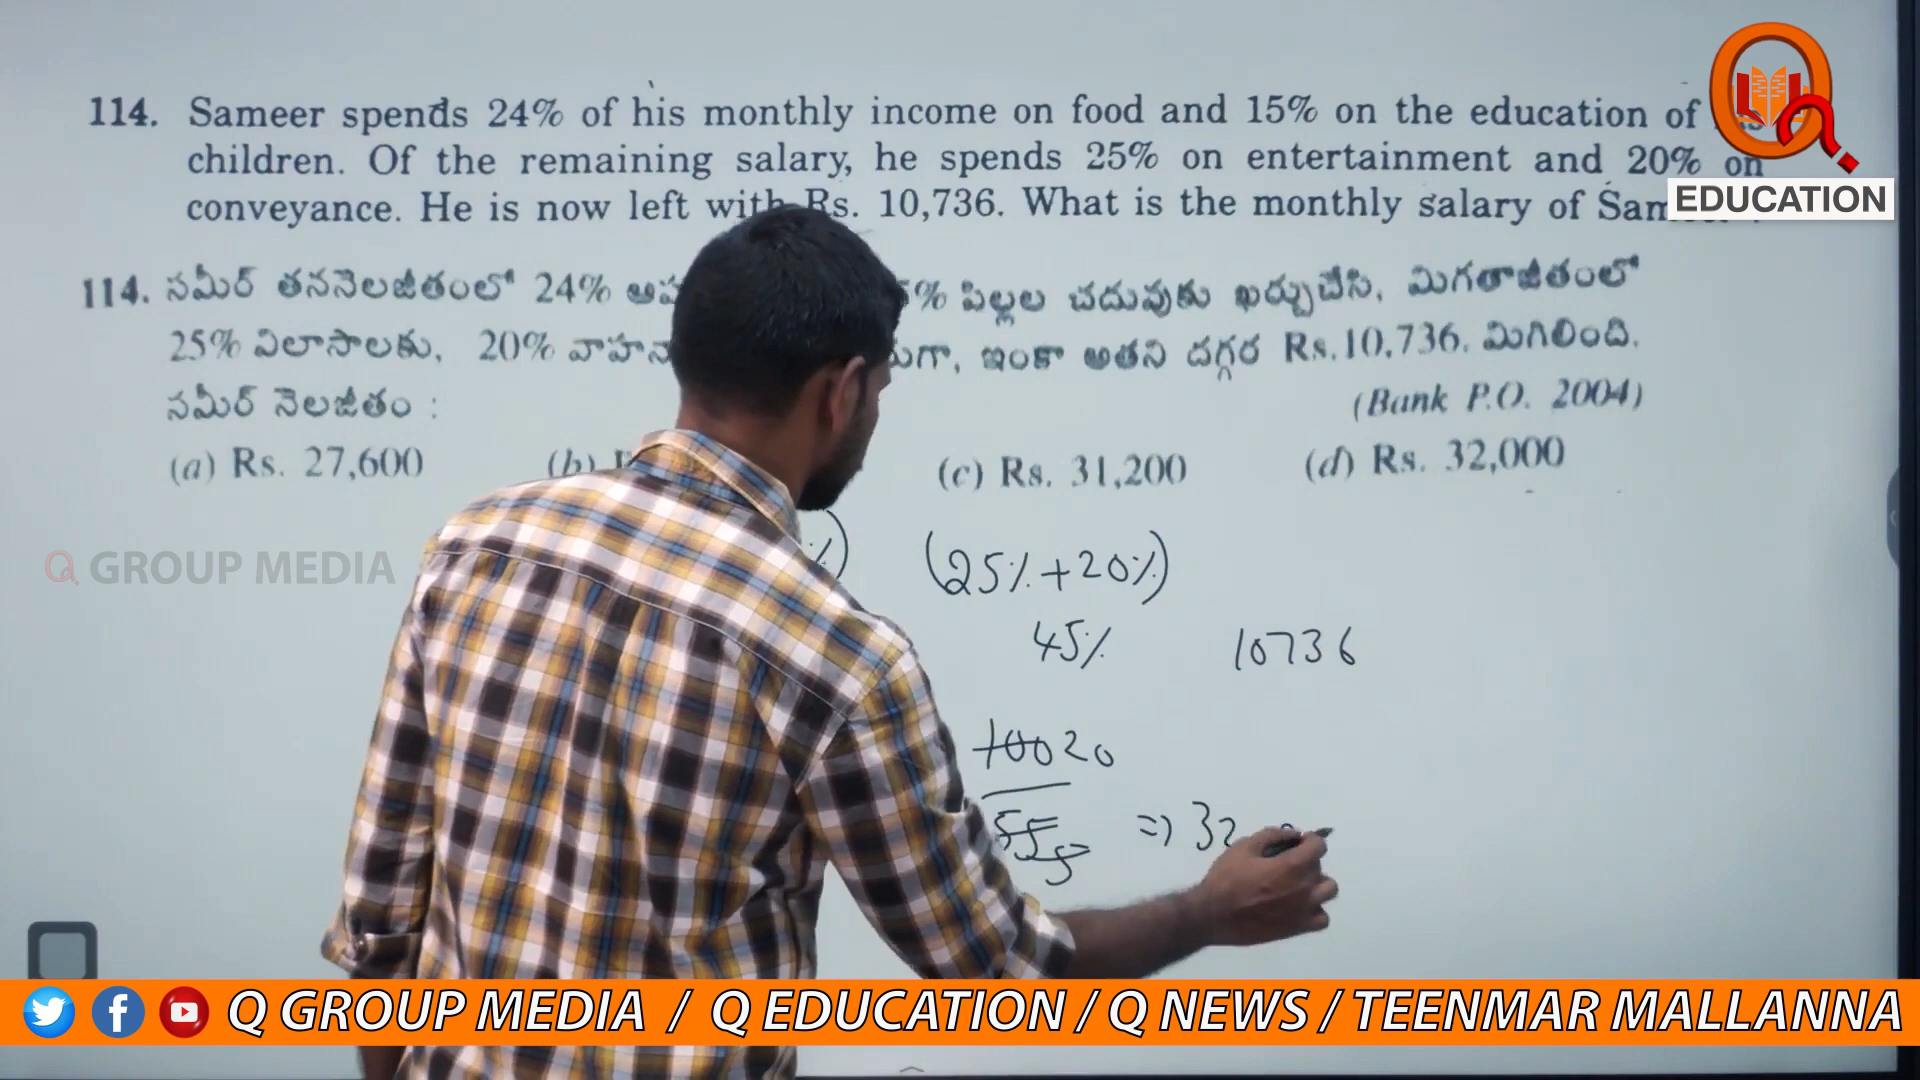 114. Sameer spends 24% of his monthly income on food and 15% on the education of
children. Of the remaining salary, he spends 25% on entertainment and 20% on
conveyance. He is now left with Rs. 10,736. What is the monthly salary of
114. సమీర్ తననెలజీతంలో 24% 5% పిల్లల చదువుకు ఖర్చుచేసి, మిగతాజీతంలో
25% విలాసాలకు, 20% ఇంకా అతని దగ్గర Rs.10,736. మిగిలింది.
సమీర్ నెలజీతం :
(Bank P.O. 2004)
(a) Rs. 27,600 (b) (c) Rs. 31,200 (d) Rs. 32,000
(25% + 20%)
45% 10736
10020
555 => 32
Q GROUP MEDIA
EDUCATION
Q GROUP MEDIA / Q EDUCATION / Q NEWS / TEENMAR MALLANNA